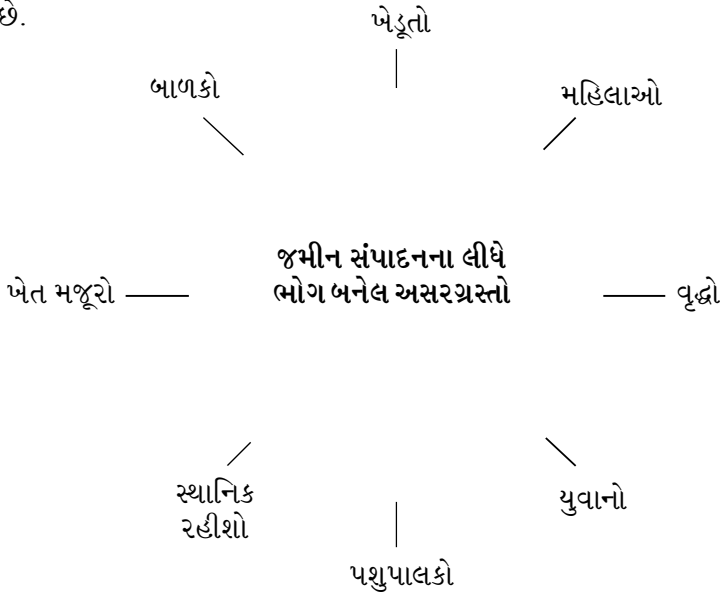 છે.
ખેડૂતો
બાળકો
મહિલાઓ
જમીન સંપાદનના લીધે
ભોગ બનેલ અસરગ્રસ્તો
ખેત મજૂરો
વૃદ્ધો
સ્થાનિક
રહીશો
યુવાનો
પશુપાલકો